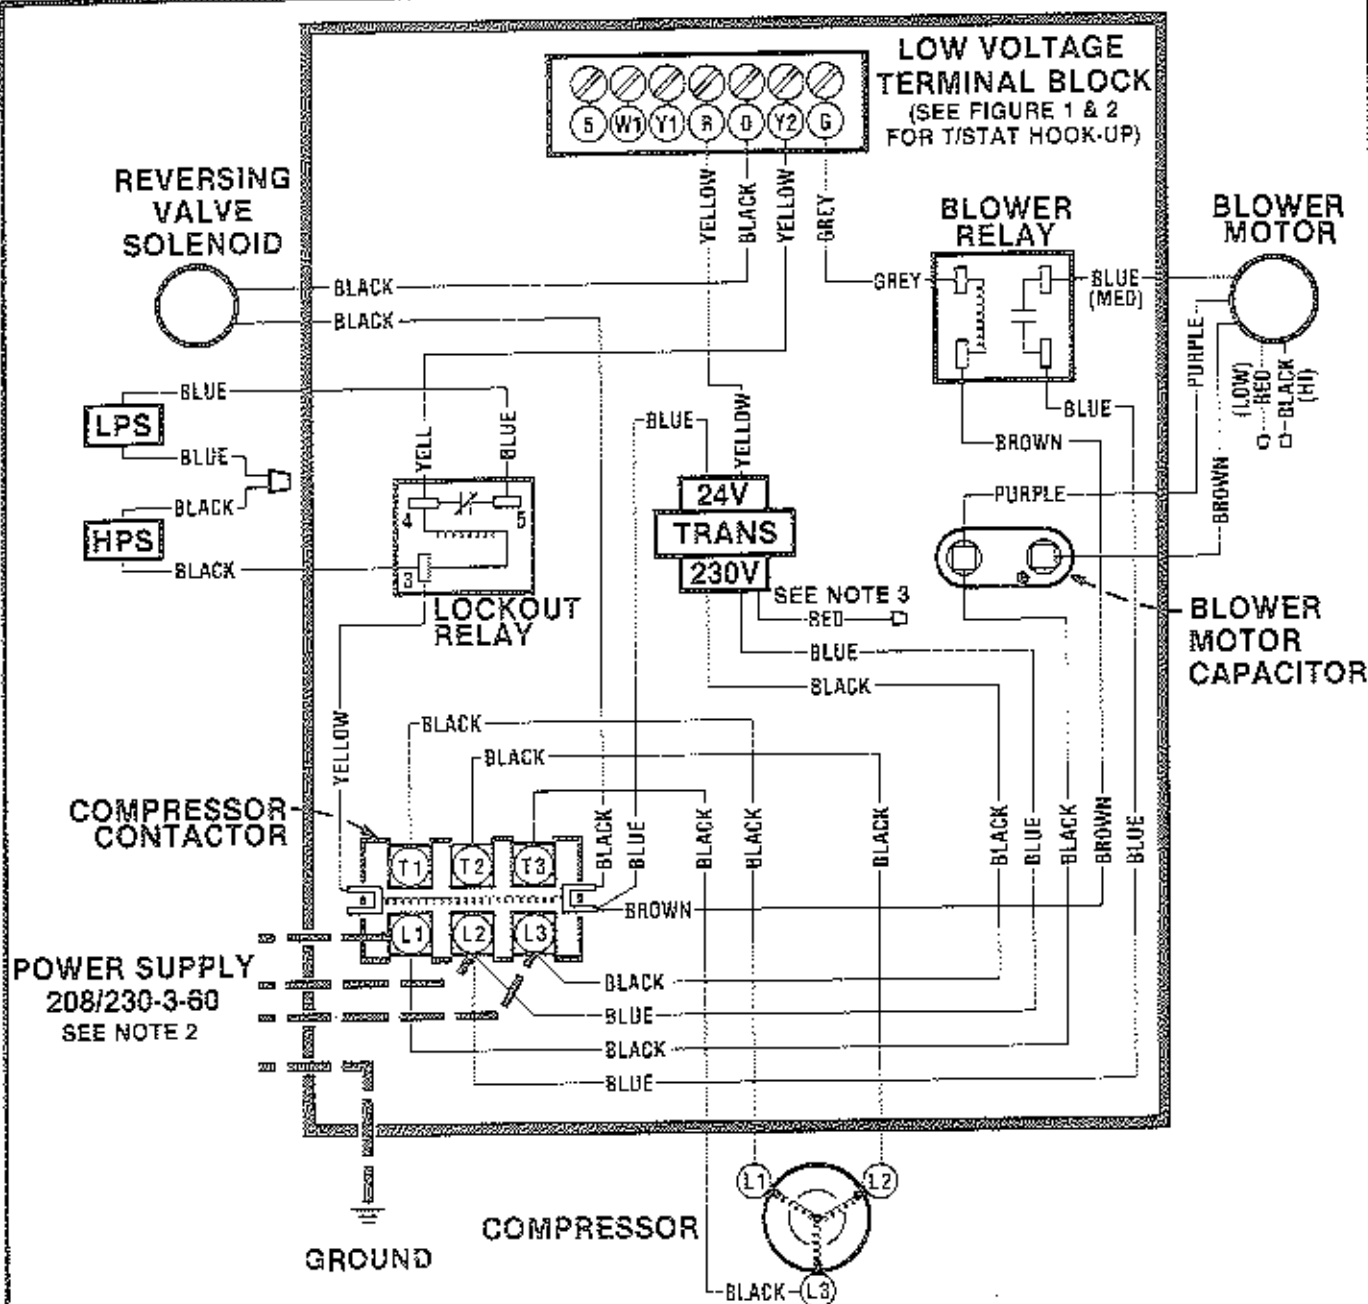 LOW VOLTAGE
TERMINAL BLOCK
(SEE FIGURE 1 & 2
FOR T/STAT HOOK-UP)
5 W1 Y1 R O Y2 G
REVERSING
VALVE
SOLENOID
YELLOW
BLACK
YELLOW
GREY
BLOWER
RELAY
BLOWER
MOTOR
BLACK
BLACK
GREY
BLUE
(MED)
PURPLE
(LOW)
RED
BLACK
(HI)
LPS
BLUE
BLUE
BLACK
HPS
BLACK
YELL
BLUE
4
5
3
LOCKOUT
RELAY
BLUE
YELLOW
24V
TRANS
230V
SEE NOTE 3
RED
BLUE
BLACK
BLUE
BROWN
PURPLE
BROWN
BLOWER
MOTOR
CAPACITOR
YELLOW
BLACK
BLACK
COMPRESSOR
CONTACTOR
T1 T2 T3
BLACK
BLUE
BLACK
BLACK
BLACK
BLACK
BLUE
BLACK
BROWN
BLUE
BROWN
L1 L2 L3
POWER SUPPLY
208/230-3-60
SEE NOTE 2
BLACK
BLUE
BLACK
BLUE
GROUND
COMPRESSOR
L1
L2
BLACK
L3